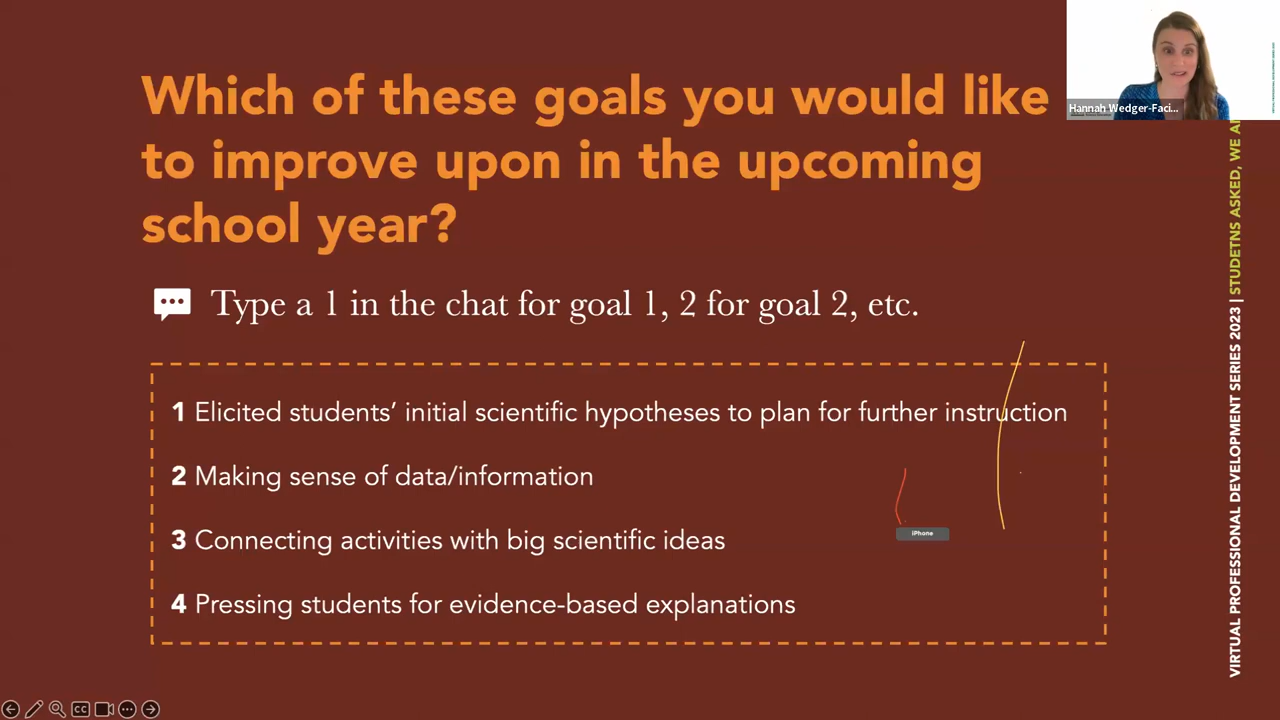 Which of these goals you would like
to improve upon in the upcoming
school year?
Type a 1 in the chat for goal 1, 2 for goal 2, etc.
1 Elicited students’ initial scientific hypotheses to plan for further instruction
2 Making sense of data/information
3 Connecting activities with big scientific ideas
4 Pressing students for evidence-based explanations
iPhone
Hannah Wedger-Faci...
VIRTUAL PROFESSIONAL DEVELOPMENT SERIES 2023 | STUDETNS ASKED, WE
CC